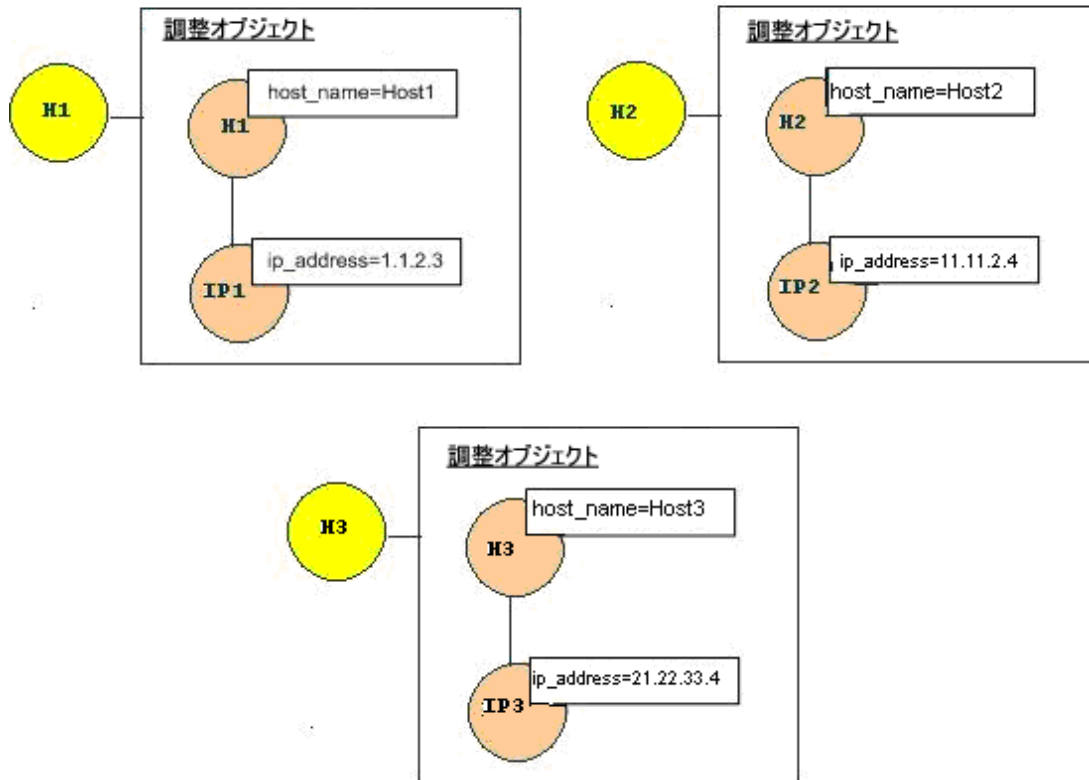 調整オブジェクト
H1
host_name=Host1
H1
ip_address=1.1.2.3
IP1
調整オブジェクト
H2
host_name=Host2
H2
ip_address=11.11.2.4
IP2
調整オブジェクト
H3
host_name=Host3
H3
ip_address=21.22.33.4
IP3